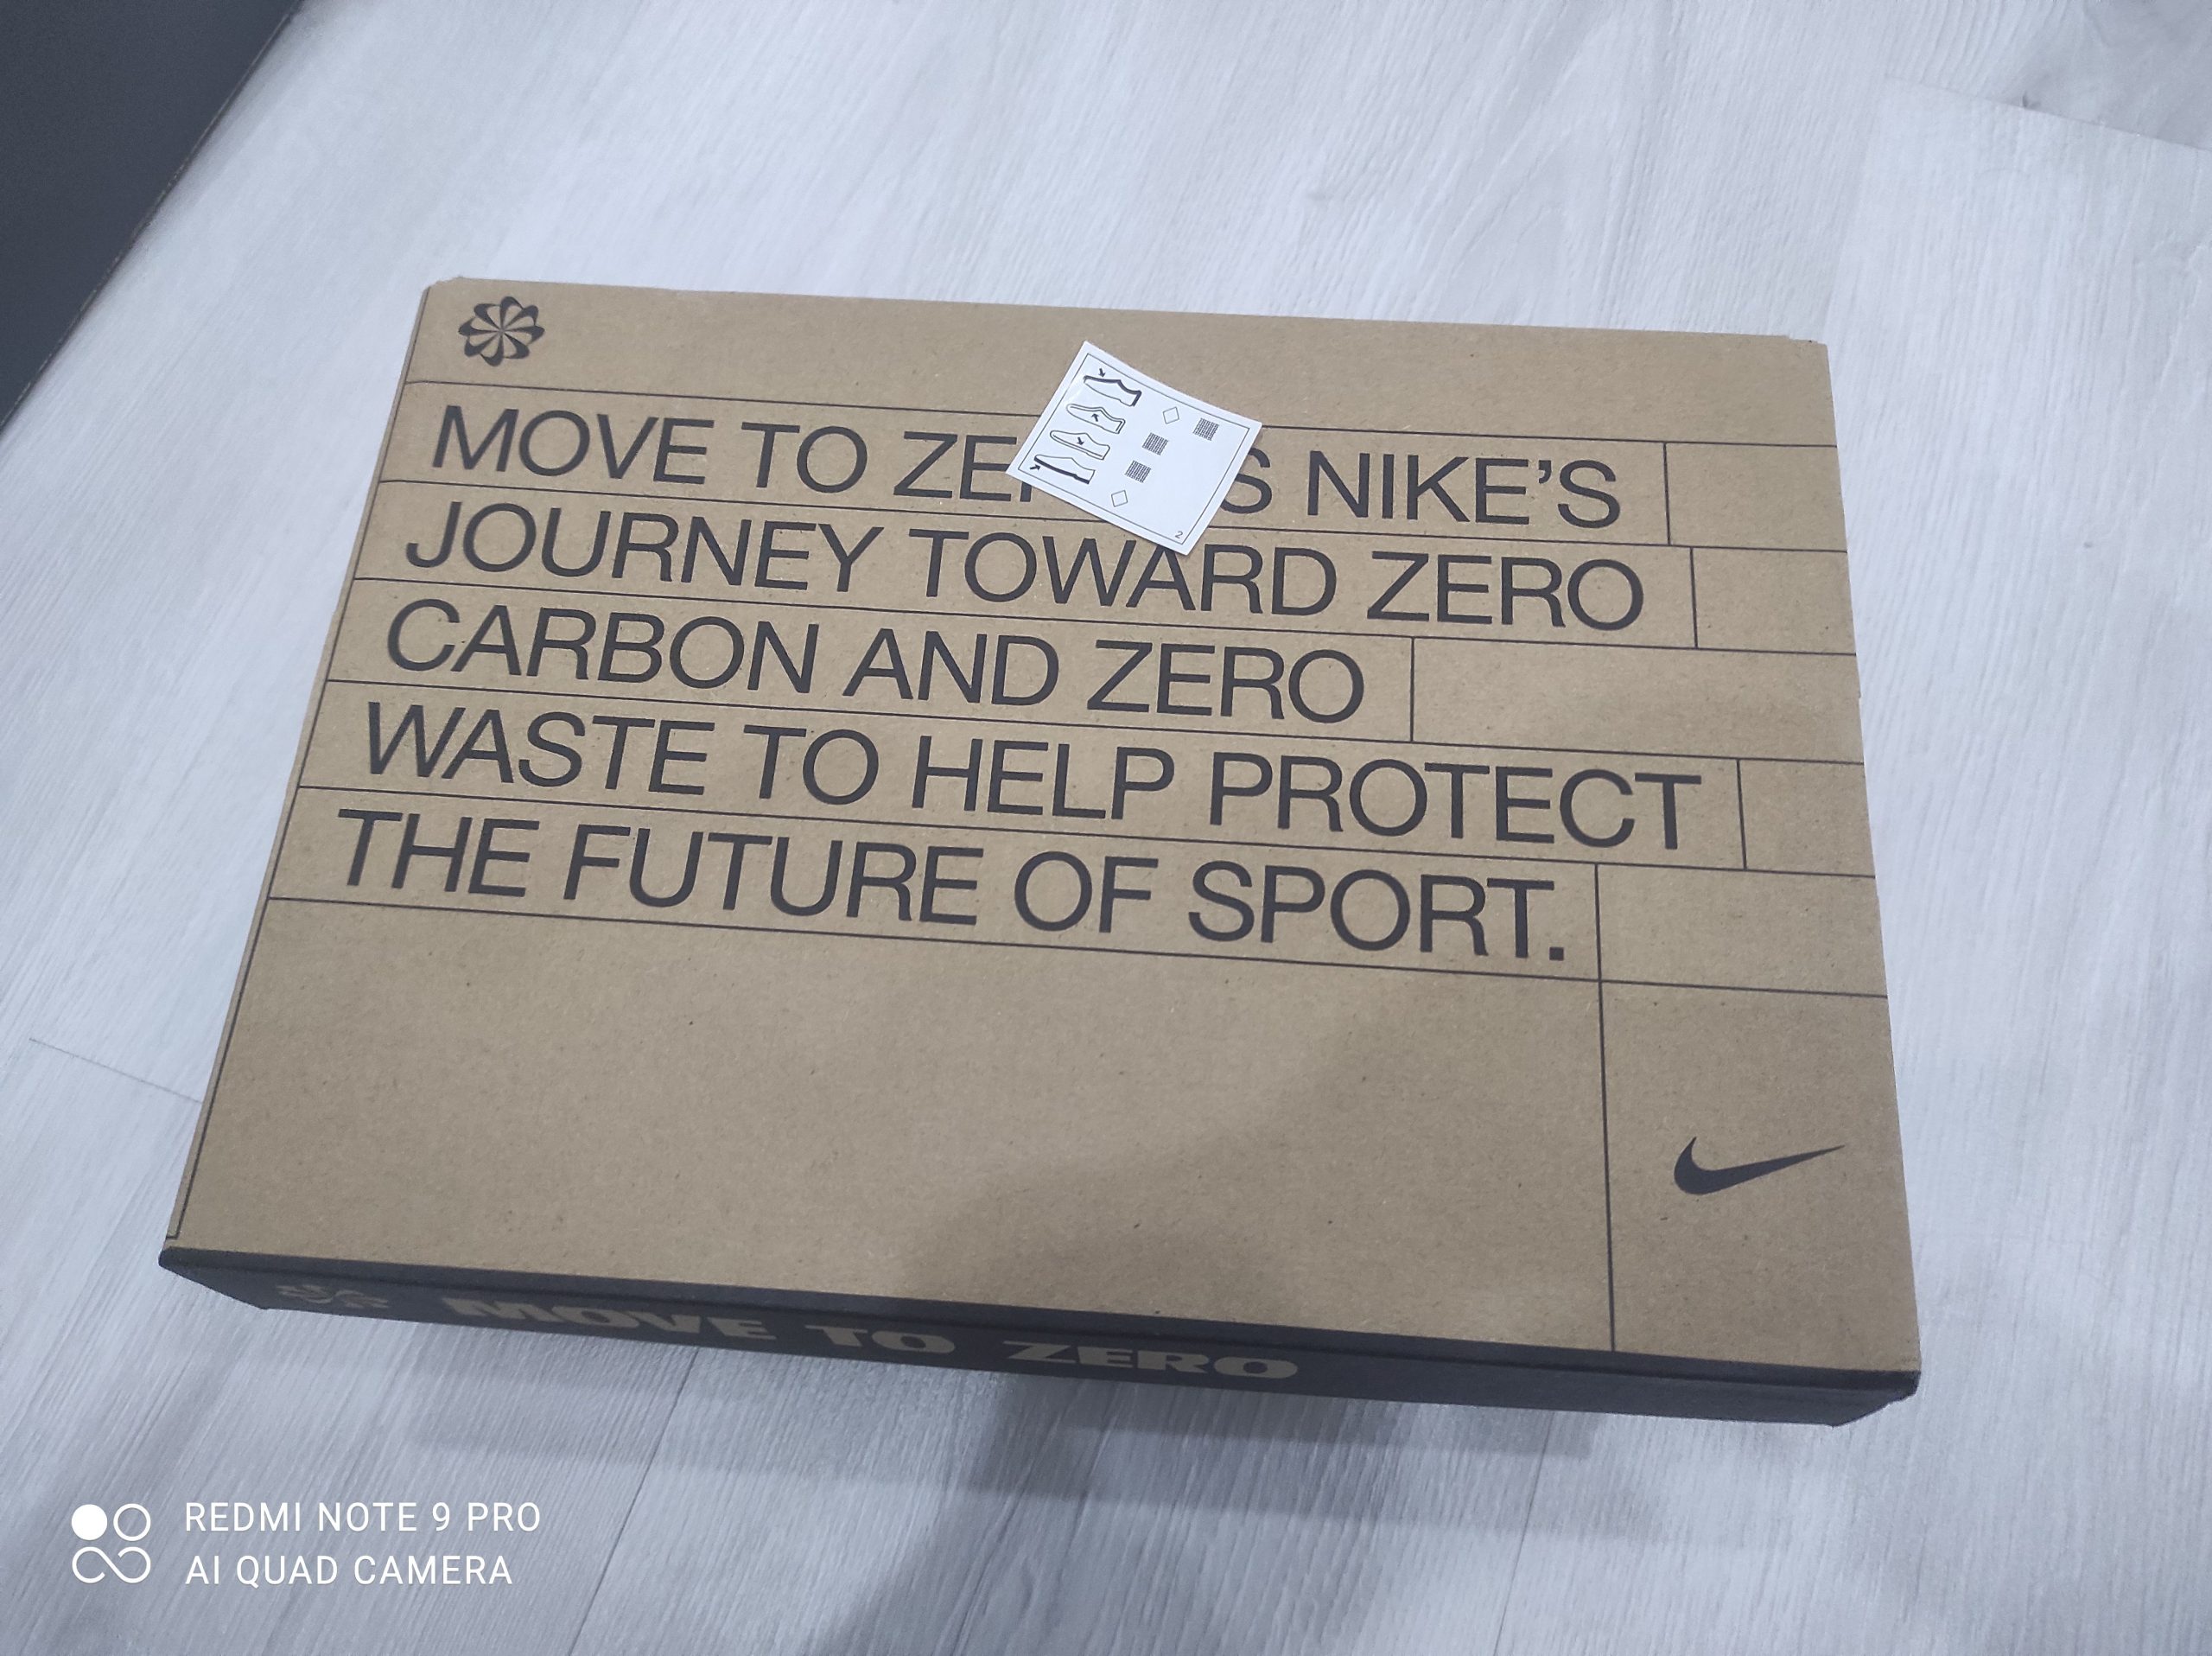 MOVE TO ZE S NIKE'S
JOURNEY TOWARD ZERO
CARBON AND ZERO
WASTE TO HELP PROTECT
THE FUTURE OF SPORT.
2
MOVE TO ZERO
REDMI NOTE 9 PRO
AI QUAD CAMERA